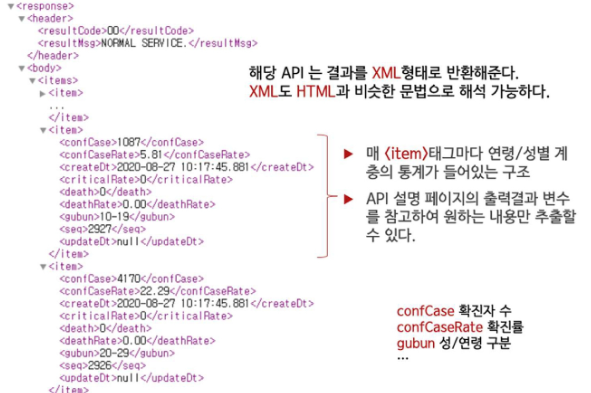 ▼<response>
▼<header>
<resultCode>00</resultCode>
<resultMsg>NORMAL SERVICE.</resultMsg>
</header>
▼<body>
▼<items>
▶<item>
...
</item>
▼<item>
<confCase>1087</confCase>
<confCaseRate>5.81</confCaseRate>
<createDt>2020-08-27 10:17:45.881</createDt>
<criticalRate>0</criticalRate>
<death>0</death>
<deathRate>0.00</deathRate>
<gubun>10-19</gubun>
<seq>2927</seq>
<updateDt>null</updateDt>
</item>
▼<item>
<confCase>4170</confCase>
<confCaseRate>22.29</confCaseRate>
<createDt>2020-08-27 10:17:45.881</createDt>
<criticalRate>0</criticalRate>
<death>0</death>
<deathRate>0.00</deathRate>
<gubun>20-29</gubun>
<seq>2926</seq>
<updateDt>null</updateDt>
</item>
해당 API 는 결과를 XML형태로 반환해준다.
XML도 HTML과 비슷한 문법으로 해석 가능하다.
▶ 매 <item>태그마다 연령/성별 계
층의 통계가 들어있는 구조
▶ API 설명 페이지의 출력결과 변수
를 참고하여 원하는 내용만 추출할
수 있다.
confCase 확진자 수
confCaseRate 확진률
gubun 성/연령 구분
...